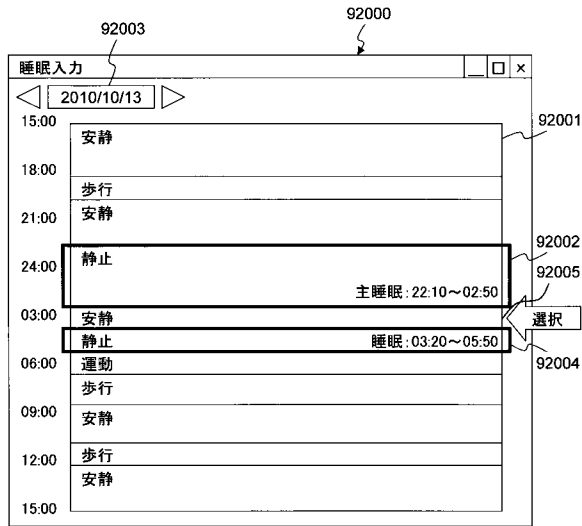 92000
92003
睡眠入力
2010/10/13
15:00
92001
安静
18:00
歩行
21:00
安静
92002
静止
24:00
92005
主睡眠:22:10〜02:50
03:00
安静
選択
静止
睡眠:03:20〜05:50
06:00
運動
92004
歩行
09:00
安静
12:00
歩行
安静
15:00